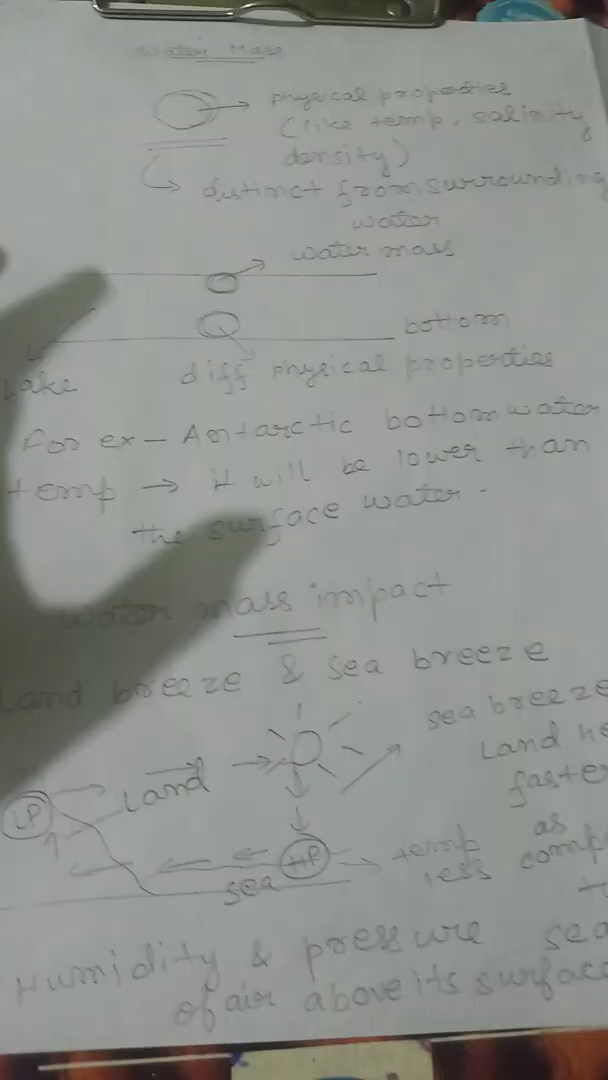 Water Mass
physical properties
(like temp, salinity
density)
distinct from surrounding
water
water mass
bottom
Lake diff physical properties
For ex - Antarctic bottom water
temp → it will be lower than
the surface water.
water mass impact
Land breeze & sea breeze
sea breeze
Land
faster
LP Land
HP temp as
less
sea
Humidity & pressure sea
of air above its surface